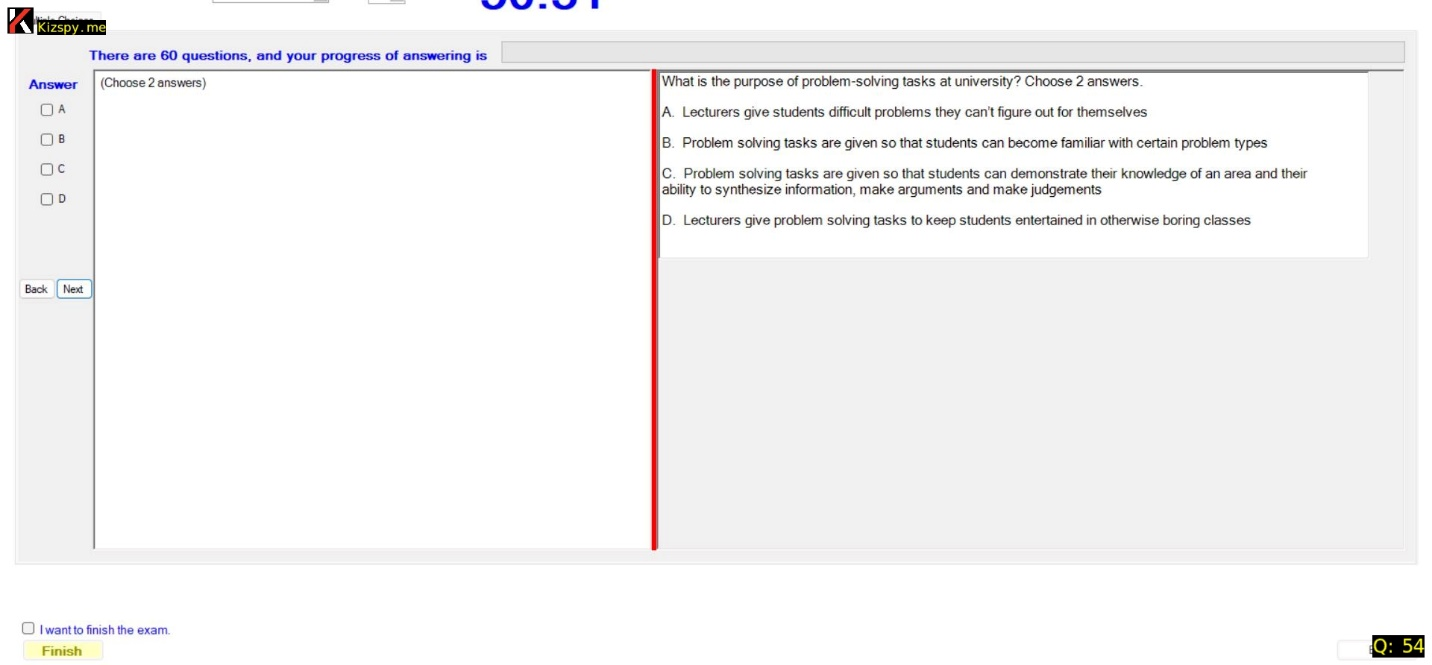 Kizspy.me
There are 60 questions, and your progress of answering is
Answer
(Choose 2 answers)
A
B
C
D
Back
Next
What is the purpose of problem-solving tasks at university? Choose 2 answers.
A. Lecturers give students difficult problems they can't figure out for themselves
B. Problem solving tasks are given so that students can become familiar with certain problem types
C. Problem solving tasks are given so that students can demonstrate their knowledge of an area and their
ability to synthesize information, make arguments and make judgements
D. Lecturers give problem solving tasks to keep students entertained in otherwise boring classes
I want to finish the exam.
Finish
Q: 54